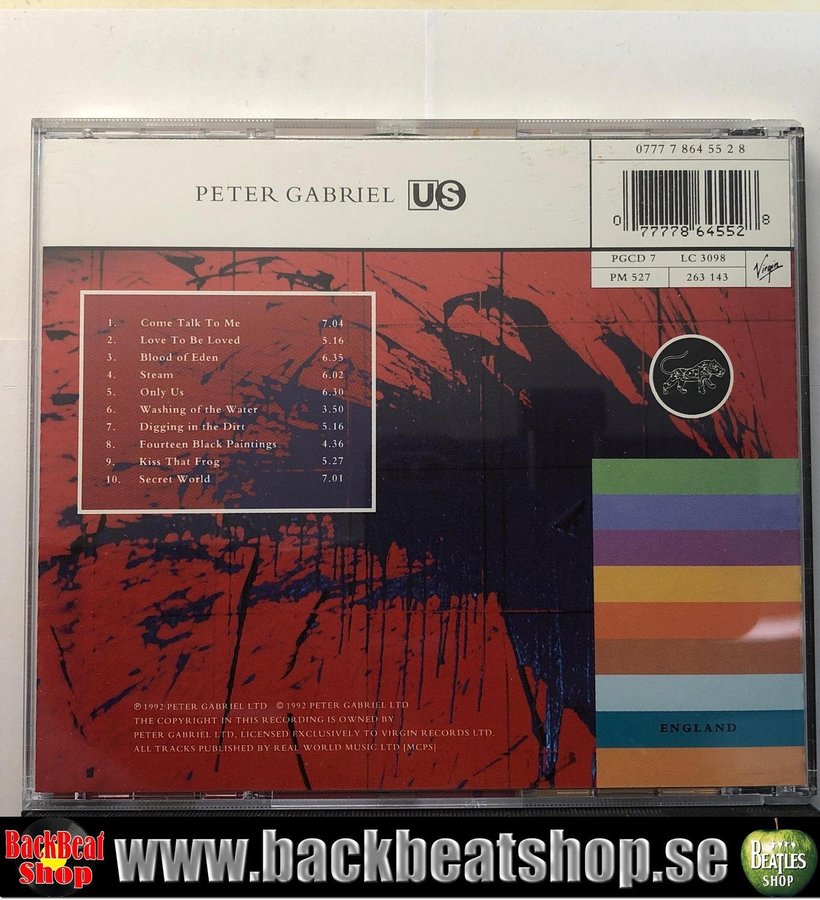 PETER GABRIEL US
0777 7 864 55 2 8
0 77778 64552 8
PGCD 7 LC 3098
PM 527 263 143
Virgin
1. Come Talk To Me 7.04
2. Love To Be Loved 5.16
3. Blood of Eden 6.35
4. Steam 6.02
5. Only Us 6.30
6. Washing of the Water 3.50
7. Digging in the Dirt 5.16
8. Fourteen Black Paintings 4.36
9. Kiss That Frog 5.27
10. Secret World 7.01
℗ 1992 PETER GABRIEL LTD © 1992 PETER GABRIEL LTD
THE COPYRIGHT IN THIS RECORDING IS OWNED BY
PETER GABRIEL LTD, LICENSED EXCLUSIVELY TO VIRGIN RECORDS LTD.
ALL TRACKS PUBLISHED BY REAL WORLD MUSIC LTD [MCPS]
ENGLAND
BackBeat
Shop
www.backbeatshop.se
THE
BEATLES
SHOP